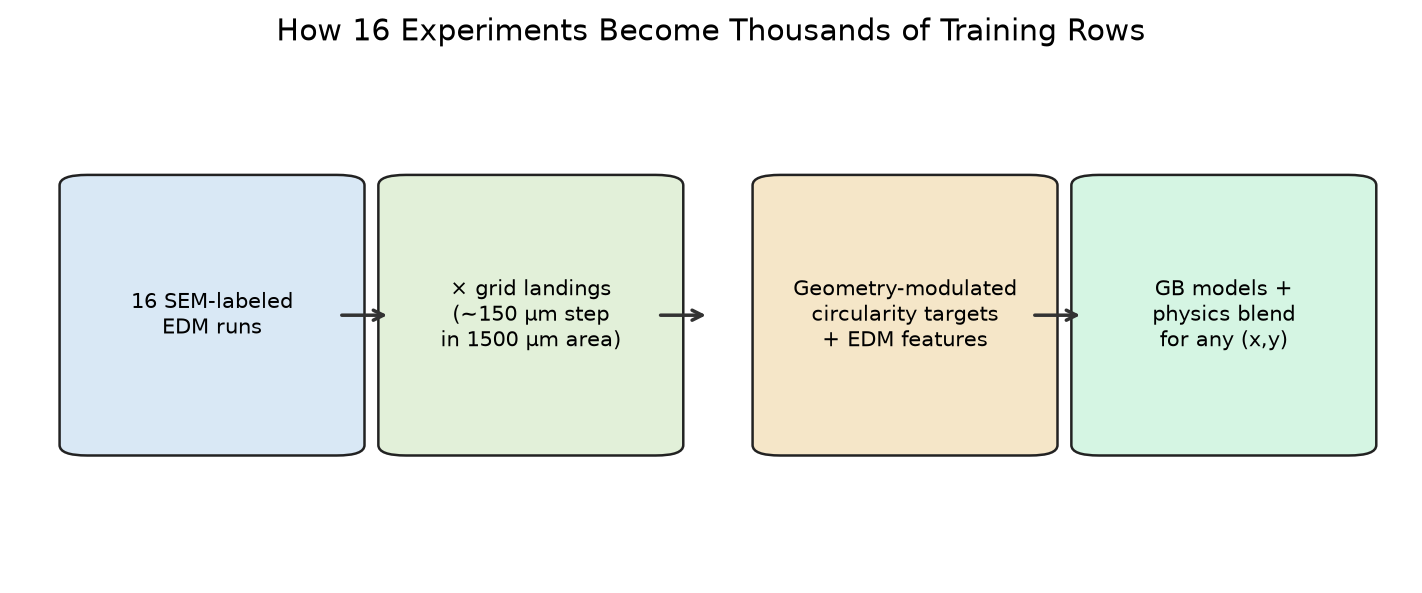 How 16 Experiments Become Thousands of Training Rows
16 SEM-labeled
EDM runs
× grid landings
(~150 µm step
in 1500 µm area)
Geometry-modulated
circularity targets
+ EDM features
GB models +
physics blend
for any (x,y)